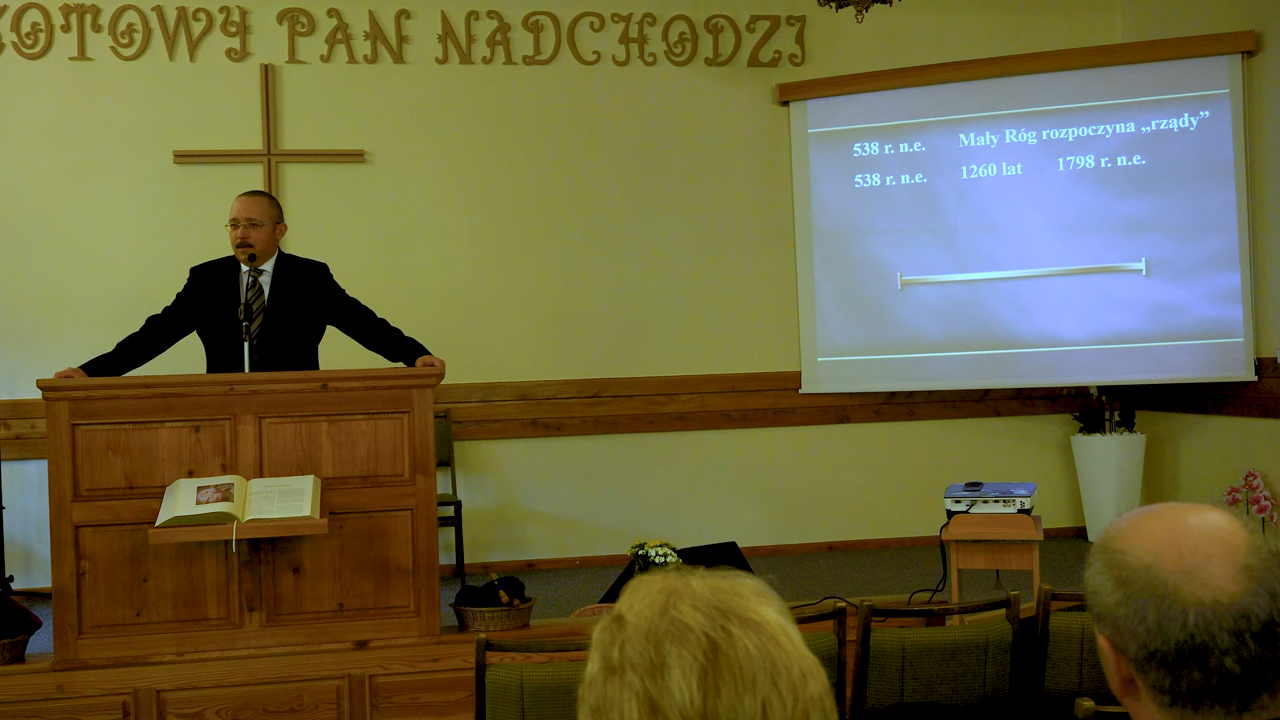 OTOWY PAN NADCHODZI
538 r. n.e. Mały Róg rozpoczyna „rządy”
538 r. n.e. 1260 lat 1798 r. n.e.